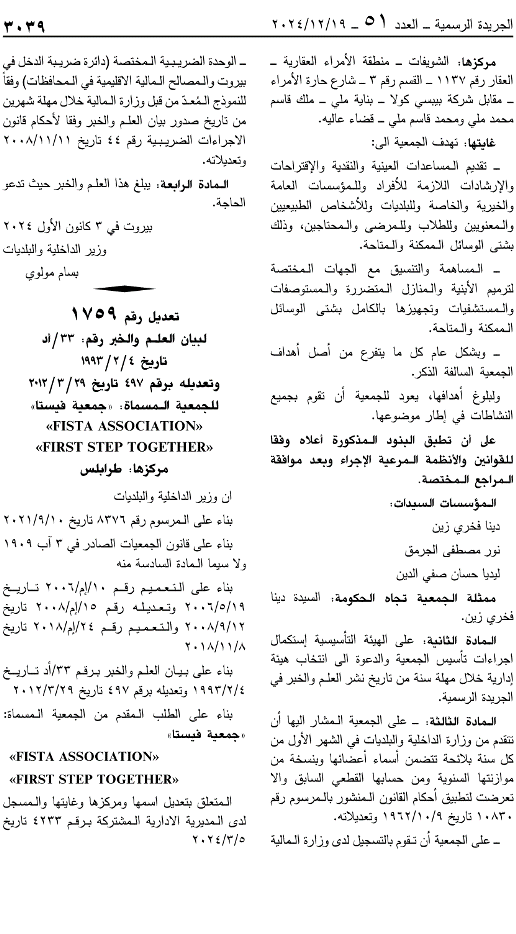 الجريدة الرسمية ــ العدد ٥١ ــ ٢٠٢٤/١٢/١٩
٣٠٣٩
مركزها: الشويفات ــ منطقة الأمراء العقارية ــ
العقار رقم ١١٣٧ ــ القسم رقم ٣ ــ شارع حارة الأمراء
ــ مقابل شركة بيبسي كولا ــ بناية ملي ــ ملك قاسم
محمد ملي ومحمد قاسم ملي ــ قضاء عاليه.
غايتها: تهدف الجمعية الى:
ــ تقديم المساعدات العينية والنقدية والإقتراحات
والإرشادات اللازمة للأفراد وللمؤسسات العامة
والخيرية والخاصة وللبلديات وللأشخاص الطبيعيين
والمعنويين وللطلاب وللمرضى والمحتاجين، وذلك
بشتى الوسائل الممكنة والمتاحة.
ــ المساهمة والتنسيق مع الجهات المختصة
لترميم الأبنية والمنازل المتضررة والمستوصفات
والمستشفيات وتجهيزها بالكامل بشتى الوسائل
الممكنة والمتاحة.
ــ وبشكل عام كل ما يتفرع من أصل أهداف
الجمعية السالفة الذكر.
ولبلوغ أهدافها، يعود للجمعية أن تقوم بجميع
النشاطات في إطار موضوعها.
على أن تطبق البنود المذكورة أعلاه وفقا
للقوانين والأنظمة المرعية الإجراء وبعد موافقة
المراجع المختصة.
المؤسسات السيدات:
دينا فخري زين
نور مصطفى الجرمق
ليديا حسان صفي الدين
ممثلة الجمعية تجاه الحكومة: السيدة دينا
فخري زين.
المادة الثانية: على الهيئة التأسيسية إستكمال
اجراءات تأسيس الجمعية والدعوة الى انتخاب هيئة
إدارية خلال مهلة سنة من تاريخ نشر العلم والخبر في
الجريدة الرسمية.
المادة الثالثة: ــ على الجمعية المشار اليها أن
تتقدم من وزارة الداخلية والبلديات في الشهر الأول من
كل سنة بلائحة تتضمن أسماء أعضائها وبنسخة من
موازنتها السنوية ومن حسابها القطعي السابق والا
تعرضت لتطبيق أحكام القانون المنشور بالمرسوم رقم
١٠٨٣٠ تاريخ ١٩٦٢/١٠/٩ وتعديلاته.
ــ على الجمعية أن تقوم بالتسجيل لدى وزارة المالية
ــ الوحدة الضريبية المختصة (دائرة ضريبة الدخل في
بيروت والمصالح المالية الاقليمية في المحافظات) وفقاً
للنموذج المُعدّ من قبل وزارة المالية خلال مهلة شهرين
من تاريخ صدور بيان العلم والخبر وفقا لأحكام قانون
الاجراءات الضريبية رقم ٤٤ تاريخ ٢٠٠٨/١١/١١
وتعديلاته.
المادة الرابعة: يبلغ هذا العلم والخبر حيث تدعو
الحاجة.
بيروت في ٣ كانون الأول ٢٠٢٤
وزير الداخلية والبلديات
بسام مولوي
تعديل رقم ١٧٥٩
لبيان العلم والخبر رقم: ٣٣/أد
تاريخ ١٩٩٣/٢/٤
وتعديله برقم ٤٩٧ تاريخ ٢٠١٢/٣/٢٩
للجمعية المسماة: «جمعية فيستا»
«FISTA ASSOCIATION»
«FIRST STEP TOGETHER»
مركزها: طرابلس
ان وزير الداخلية والبلديات
بناء على المرسوم رقم ٨٣٧٦ تاريخ ٢٠٢١/٩/١٠
بناء على قانون الجمعيات الصادر في ٣ آب ١٩٠٩
ولا سيما المادة السادسة منه
بناء على التعميم رقم ١٠/إم/٢٠٠٦ تاريخ
٢٠٠٦/٥/١٩ وتعديله رقم ١٥/إم/٢٠٠٨ تاريخ
٢٠٠٨/٩/١٢ والتعميم رقم ٢٤/إم/٢٠١٨ تاريخ
٢٠١٨/١١/٨
بناء على بيان العلم والخبر برقم ٣٣/أد تاريخ
١٩٩٣/٢/٤ وتعديله برقم ٤٩٧ تاريخ ٢٠١٢/٣/٢٩
بناء على الطلب المقدم من الجمعية المسماة:
«جمعية فيستا»
«FISTA ASSOCIATION»
«FIRST STEP TOGETHER»
المتعلق بتعديل اسمها ومركزها وغايتها والمسجل
لدى المديرية الادارية المشتركة برقم ٤٢٣٣ تاريخ
٢٠٢٤/٣/٥